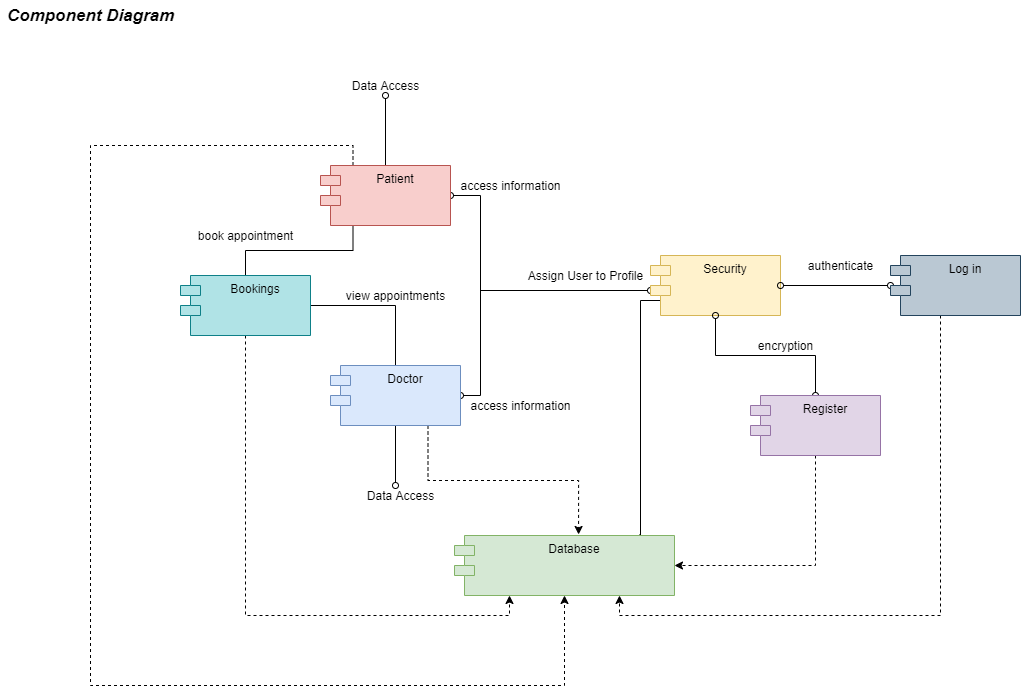 Component Diagram
Data Access
Patient
access information
book appointment
Bookings
view appointments
Assign User to Profile
Security
authenticate
Log in
Doctor
access information
encryption
Register
Data Access
Database